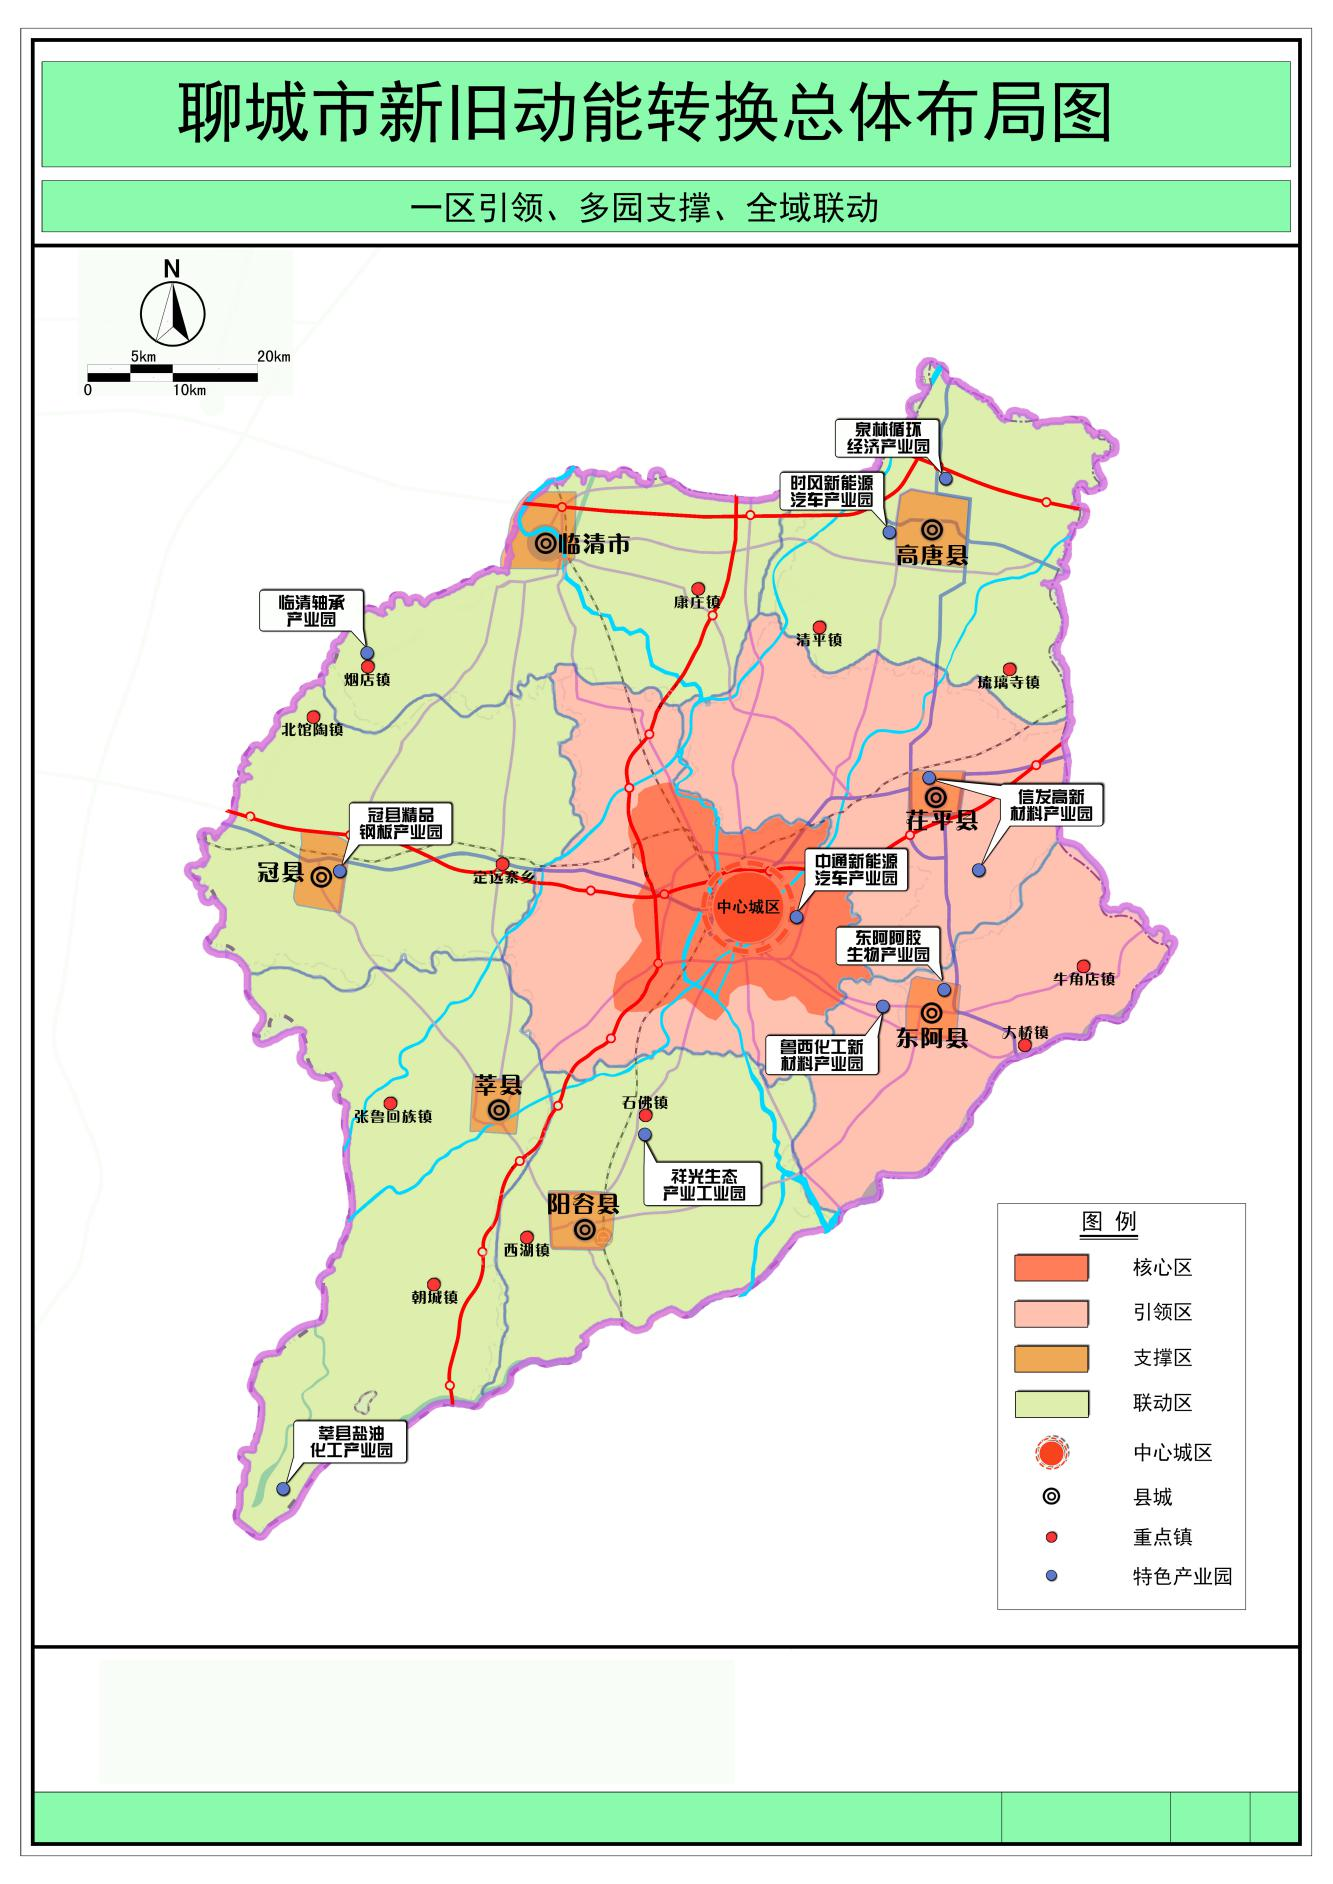 聊城市新旧动能转换总体布局图
一区引领、多园支撑、全域联动
N
5km
20km
0
10km
泉林循环
经济产业园
时风新能源
汽车产业园
高唐县
临清市
康庄镇
清平镇
临清轴承
产业园
烟店镇
琉璃寺镇
北馆陶镇
信发高新
材料产业园
茌平县
冠县精品
钢板产业园
冠县
定远寨乡
中通新能源
汽车产业园
中心城区
东阿阿胶
生物产业园
牛角店镇
东阿县
大桥镇
鲁西化工新
材料产业园
莘县
张鲁回族镇
石佛镇
祥光生态
产业工业园
阳谷县
西湖镇
朝城镇
莘县盐油
化工产业园
图 例
核心区
引领区
支撑区
联动区
中心城区
县城
重点镇
特色产业园